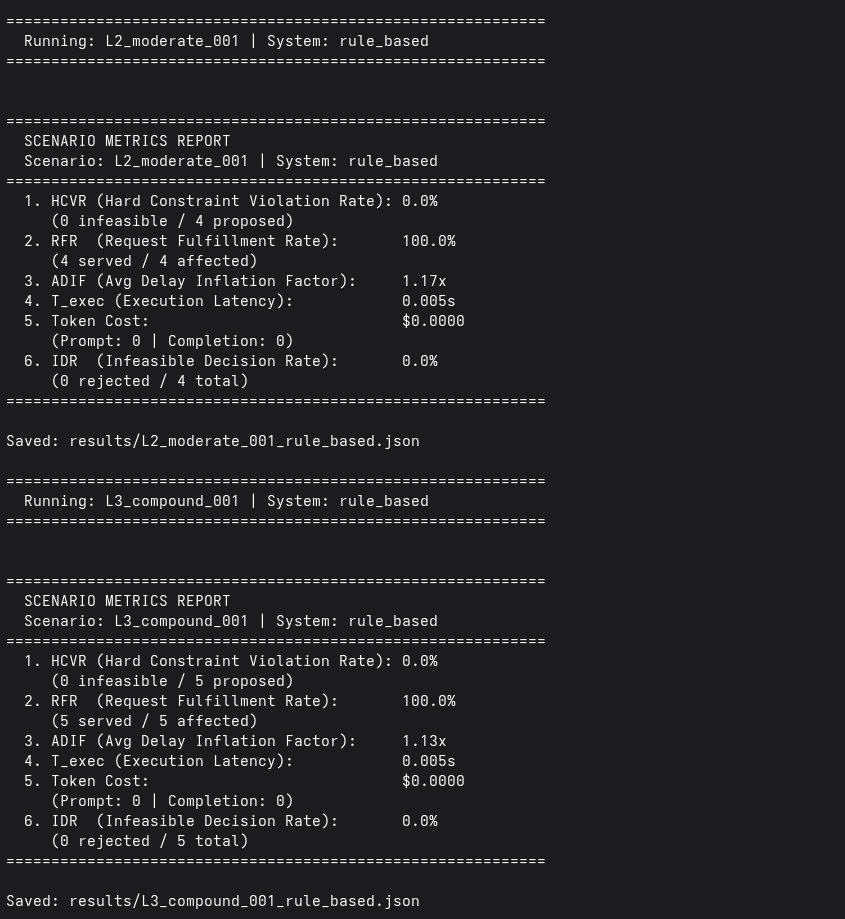 ============================================================
  Running: L2_moderate_001 | System: rule_based
============================================================
============================================================
  SCENARIO METRICS REPORT
  Scenario: L2_moderate_001 | System: rule_based
============================================================
  1. HCVR (Hard Constraint Violation Rate): 0.0%
     (0 infeasible / 4 proposed)
  2. RFR  (Request Fulfillment Rate):       100.0%
     (4 served / 4 affected)
  3. ADIF (Avg Delay Inflation Factor):     1.17x
  4. T_exec (Execution Latency):            0.005s
  5. Token Cost:                            $0.0000
     (Prompt: 0 | Completion: 0)
  6. IDR  (Infeasible Decision Rate):       0.0%
     (0 rejected / 4 total)
============================================================
Saved: results/L2_moderate_001_rule_based.json
============================================================
  Running: L3_compound_001 | System: rule_based
============================================================
============================================================
  SCENARIO METRICS REPORT
  Scenario: L3_compound_001 | System: rule_based
============================================================
  1. HCVR (Hard Constraint Violation Rate): 0.0%
     (0 infeasible / 5 proposed)
  2. RFR  (Request Fulfillment Rate):       100.0%
     (5 served / 5 affected)
  3. ADIF (Avg Delay Inflation Factor):     1.13x
  4. T_exec (Execution Latency):            0.005s
  5. Token Cost:                            $0.0000
     (Prompt: 0 | Completion: 0)
  6. IDR  (Infeasible Decision Rate):       0.0%
     (0 rejected / 5 total)
============================================================
Saved: results/L3_compound_001_rule_based.json